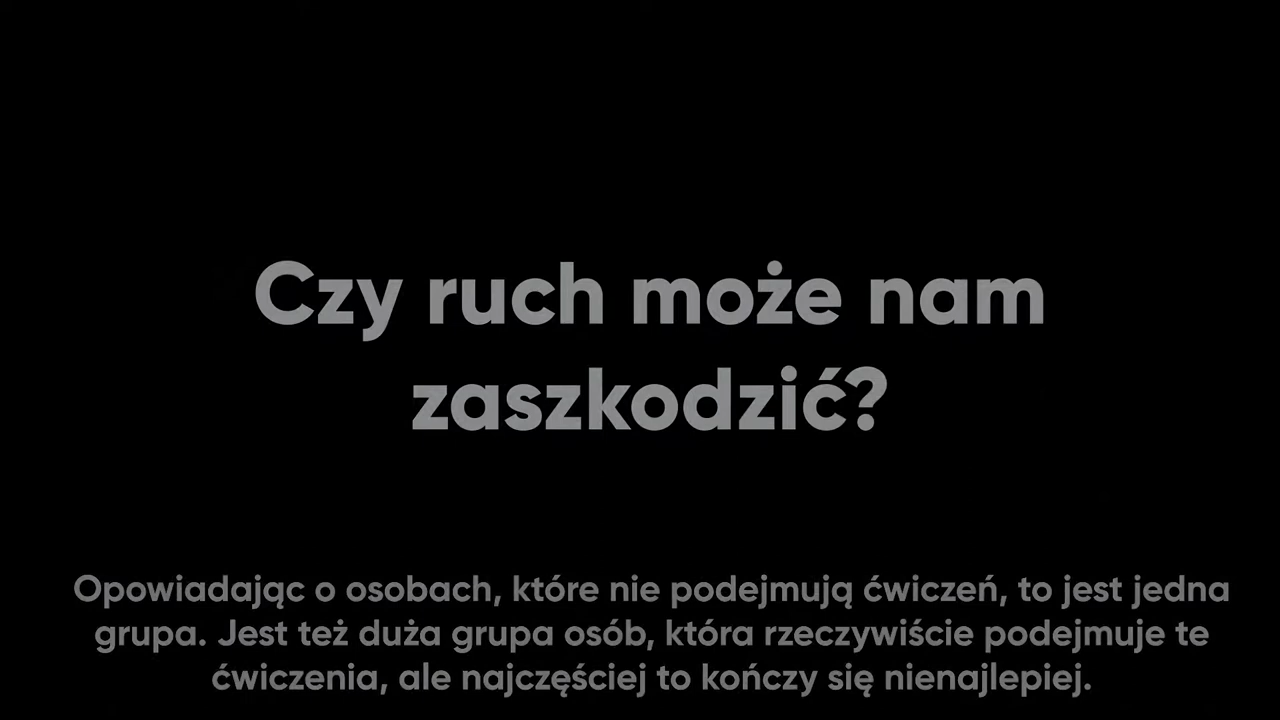 Czy ruch może nam
zaszkodzić?
Opowiadając o osobach, które nie podejmują ćwiczeń, to jest jedna
grupa. Jest też duża grupa osób, która rzeczywiście podejmuje te
ćwiczenia, ale najczęściej to kończy się nienajlepiej.